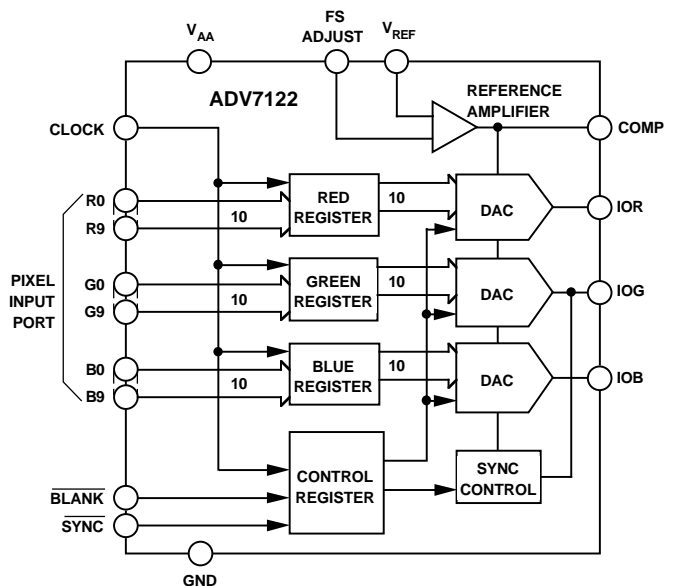 FS
ADJUST
V_AA
V_REF
ADV7122
REFERENCE
AMPLIFIER
CLOCK
COMP
R0
10
RED
REGISTER
10
DAC
IOR
R9
PIXEL
INPUT
PORT
G0
10
GREEN
REGISTER
10
DAC
IOG
G9
B0
10
BLUE
REGISTER
10
DAC
IOB
B9
CONTROL
REGISTER
SYNC
CONTROL
BLANK
SYNC
GND